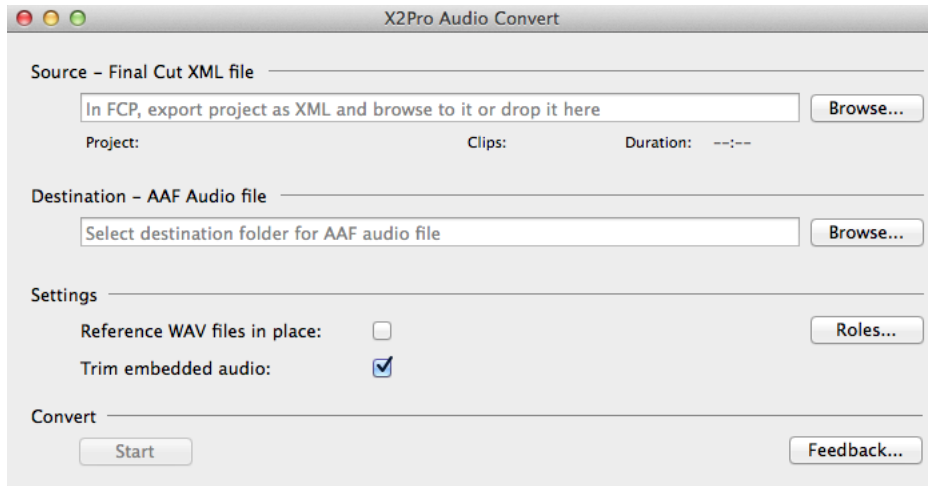 X2Pro Audio Convert
Source – Final Cut XML file
In FCP, export project as XML and browse to it or drop it here
Browse...
Project: Clips: Duration: --:--
Destination – AAF Audio file
Select destination folder for AAF audio file
Browse...
Settings
Reference WAV files in place:
Roles...
Trim embedded audio:
Convert
Start
Feedback...